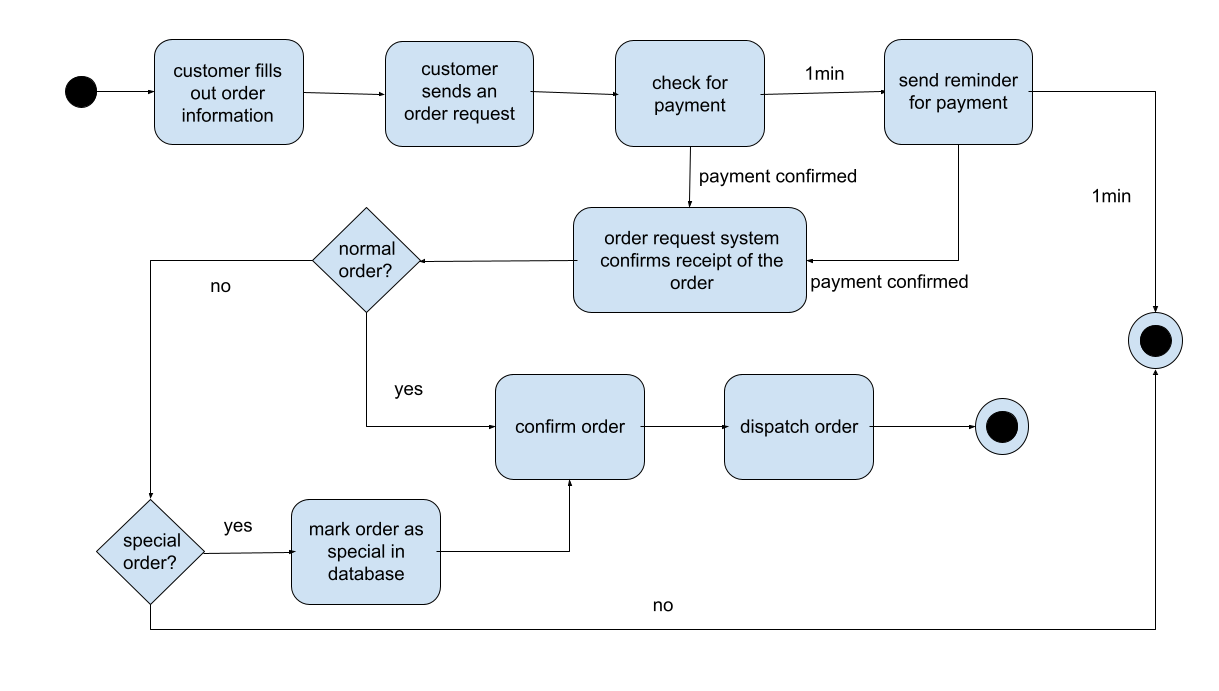 customer fills
out order
information
customer
sends an
order request
check for
payment
1min
send reminder
for payment
payment confirmed
1min
normal
order?
order request system
confirms receipt of the
order
payment confirmed
no
yes
confirm order
dispatch order
special
order?
yes
mark order as
special in
database
no